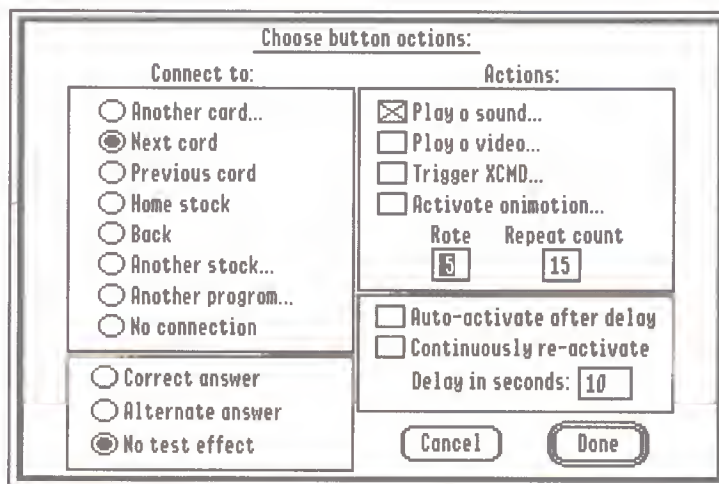 Choose button actions:
Connect to:
Another card...
Next card
Previous card
Home stack
Back
Another stack...
Another program...
No connection
Correct answer
Alternate answer
No test effect
Actions:
Play a sound...
Play a video...
Trigger XCMD...
Activate animation...
Rate Repeat count
5 15
Auto-activate after delay
Continuously re-activate
Delay in seconds: 10
Cancel Done